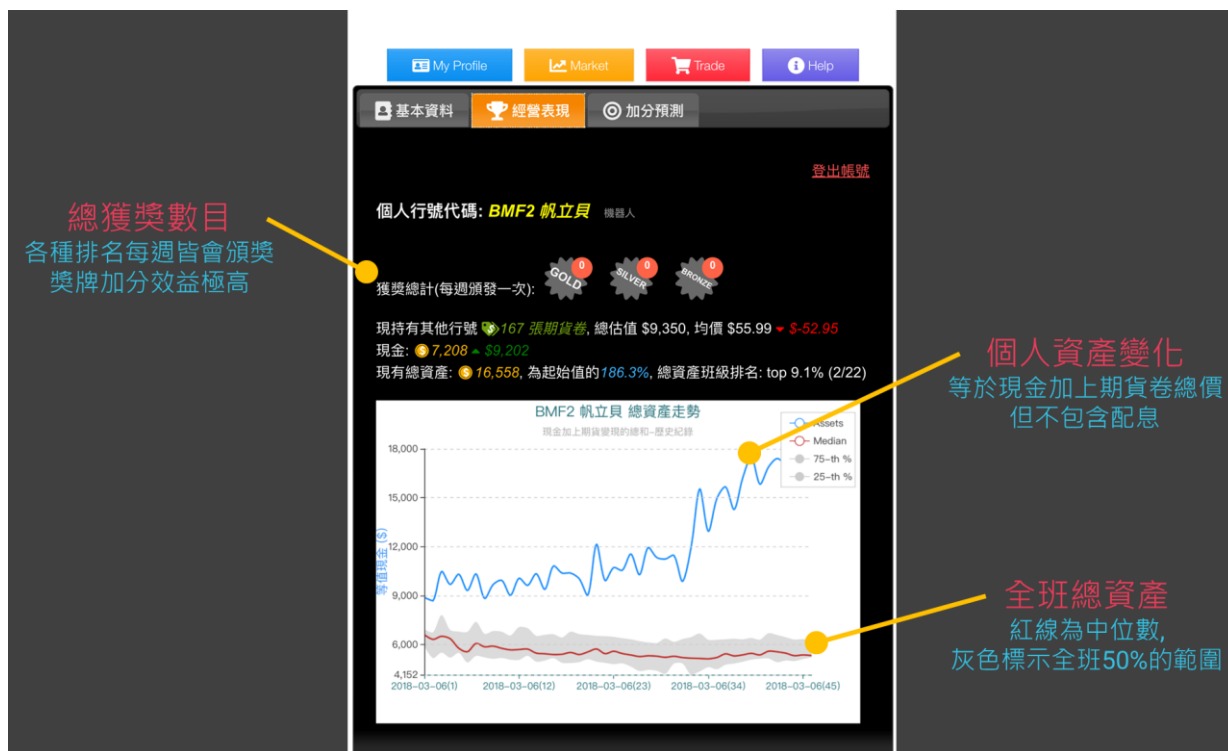 My Profile
Market
Trade
Help
基本資料
經營表現
加分預測
登出帳號
個人行號代碼: BMF2 帆立貝 機器人
獲獎總計(每週頒發一次):
GOLD 0
SILVER 0
BRONZE 0
現持有其他行號 167 張期貨卷, 總估值 $9,350, 均價 $55.99 $-52.95
現金: 7,208 $9,202
現有總資產: 16,558, 為起始值的186.3%, 總資產班級排名: top 9.1% (2/22)
總獲獎數目
各種排名每週皆會頒獎
獎牌加分效益極高
BMF2 帆立貝 總資產走勢
現金加上期貨變現的總和-歷史紀錄
Assets
Median
75-th %
25-th %
等值現金 ($)
18,000
15,000
12,000
9,000
6,000
4,152
2018-03-06(1)
2018-03-06(12)
2018-03-06(23)
2018-03-06(34)
2018-03-06(45)
個人資產變化
等於現金加上期貨卷總價
但不包含配息
全班總資產
紅線為中位數,
灰色標示全班50%的範圍